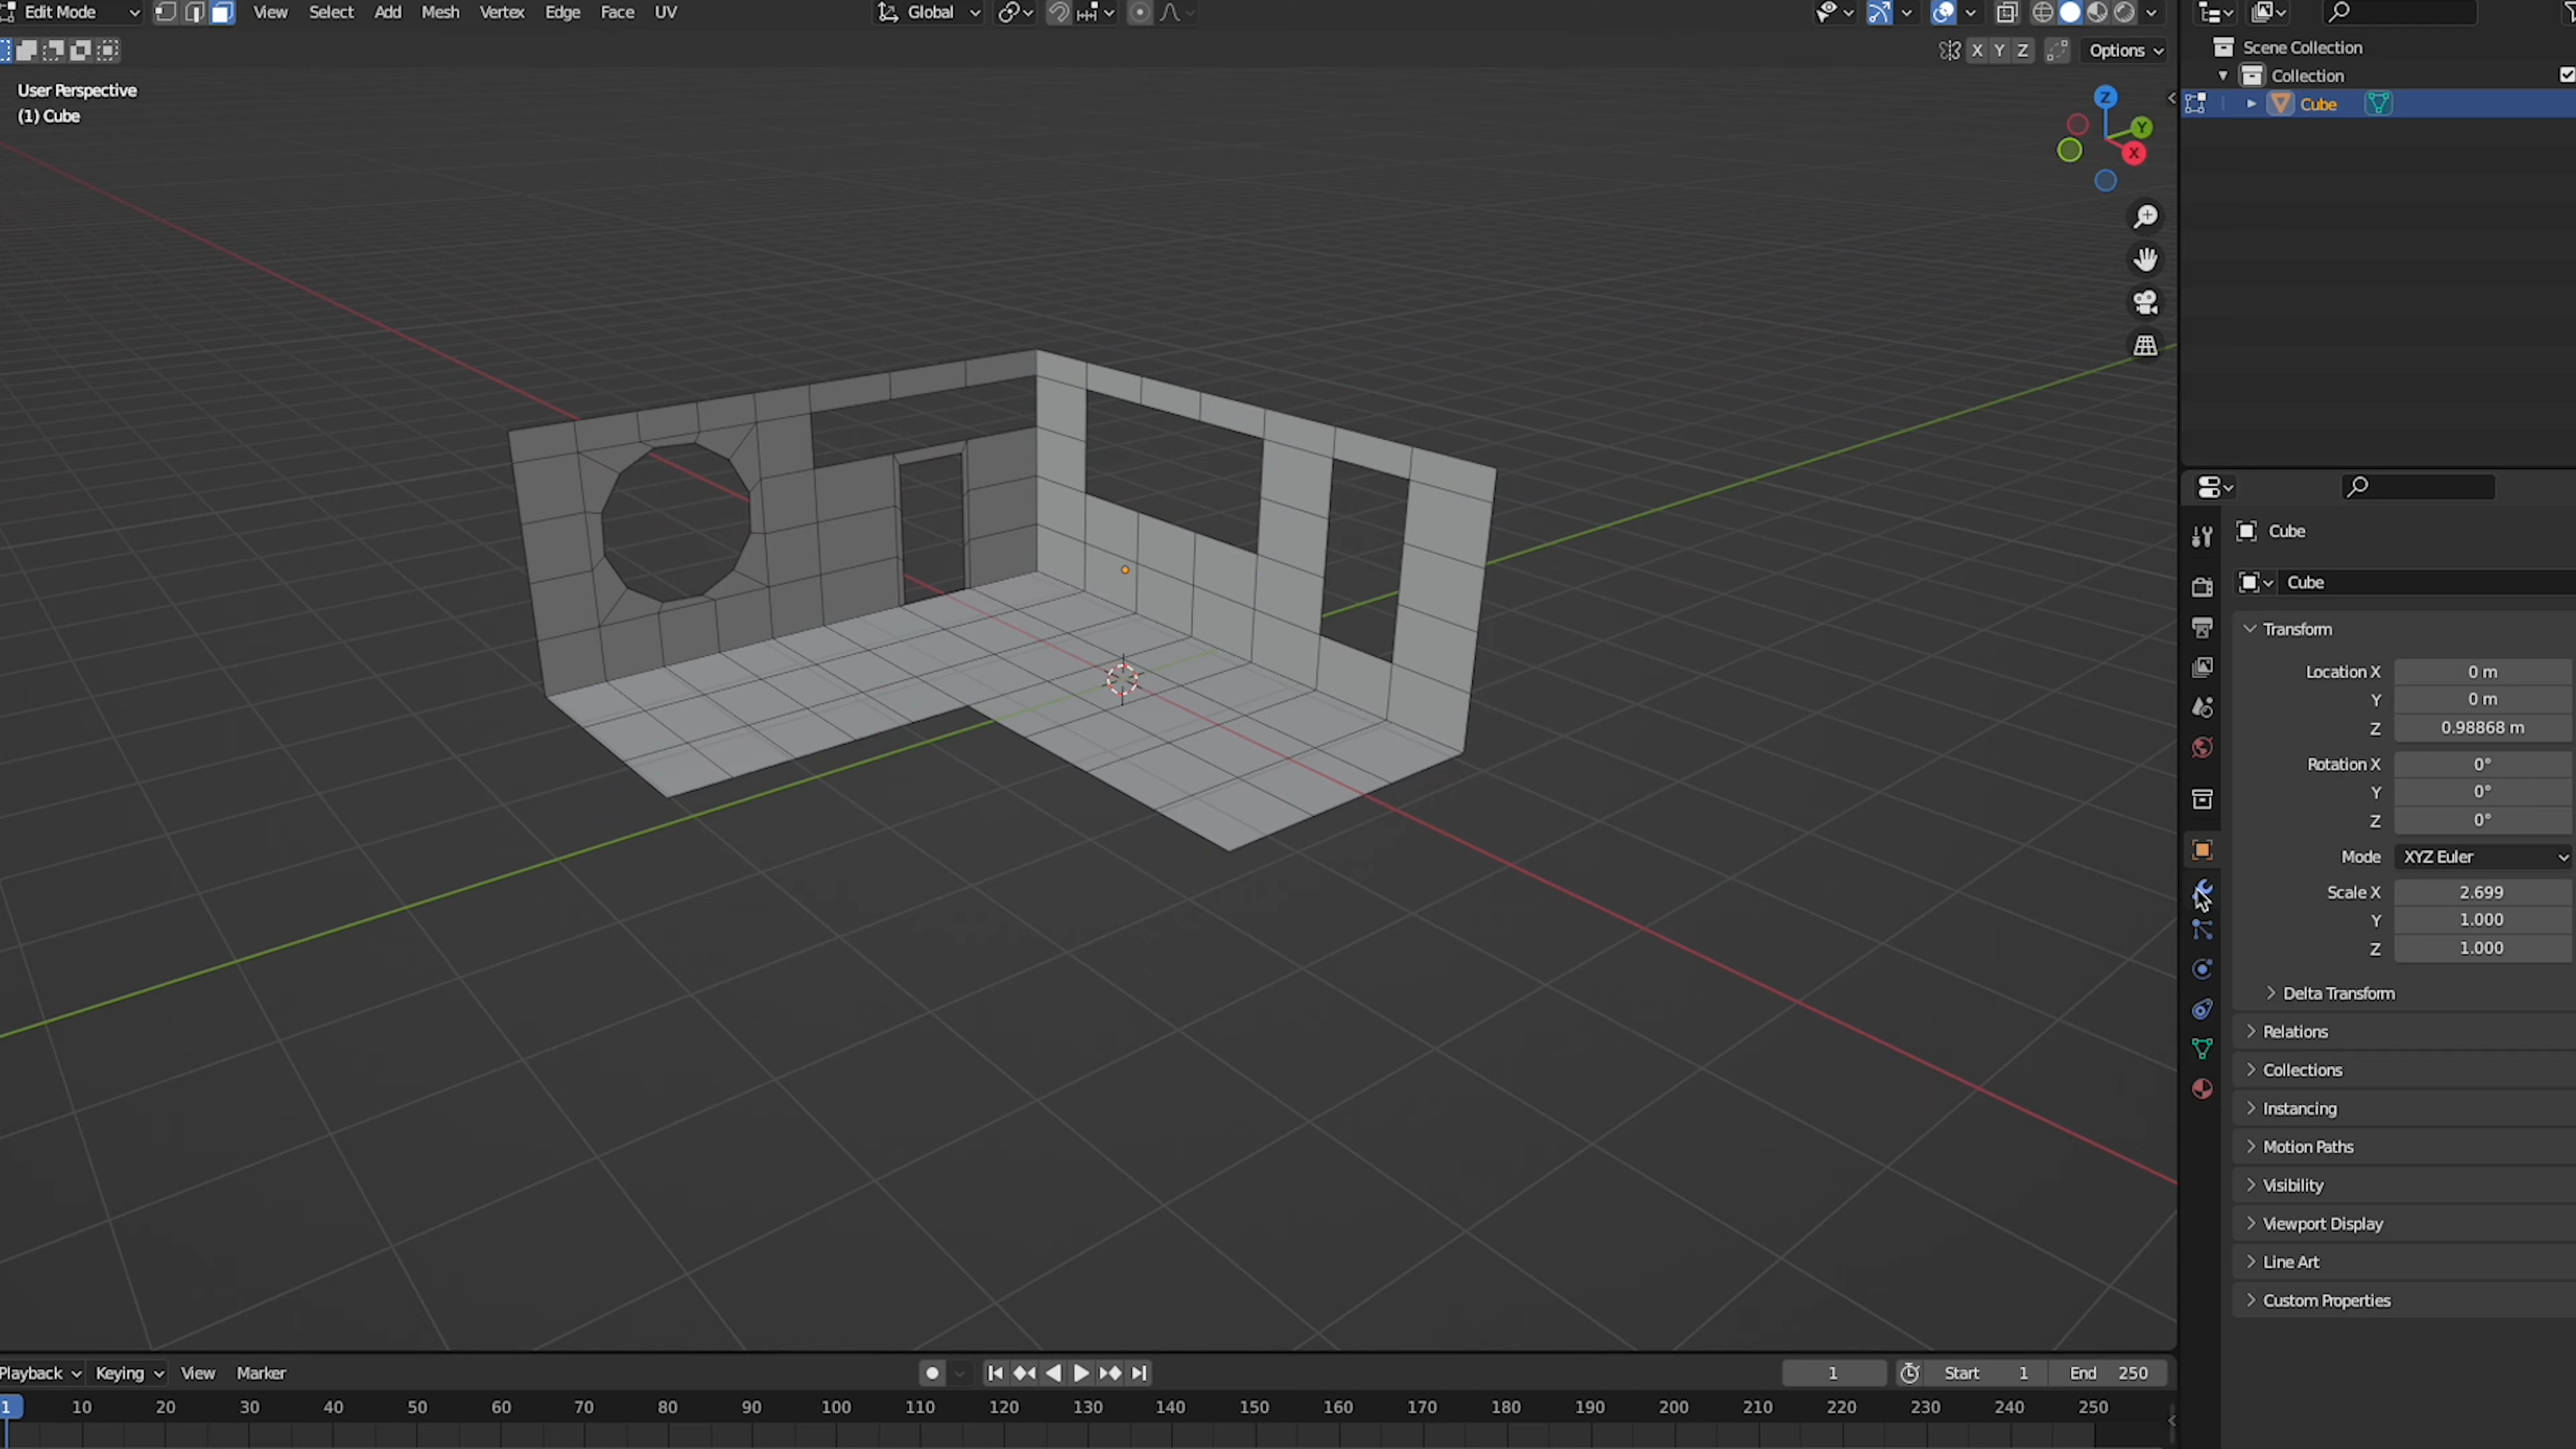 Edit Mode View Select Add Mesh Vertex Edge Face UV Global
X Y Z Options
User Perspective
(1) Cube
Z
Y
X
Scene Collection
Collection
Cube
Cube
Cube
Transform
Location X 0 m
Y 0 m
Z 0.98868 m
Rotation X 0°
Y 0°
Z 0°
Mode XYZ Euler
Scale X 2.699
Y 1.000
Z 1.000
Delta Transform
Relations
Collections
Instancing
Motion Paths
Visibility
Viewport Display
Line Art
Custom Properties
Playback Keying View Marker 1 Start 1 End 250
1 10 20 30 40 50 60 70 80 90 100 110 120 130 140 150 160 170 180 190 200 210 220 230 240 250